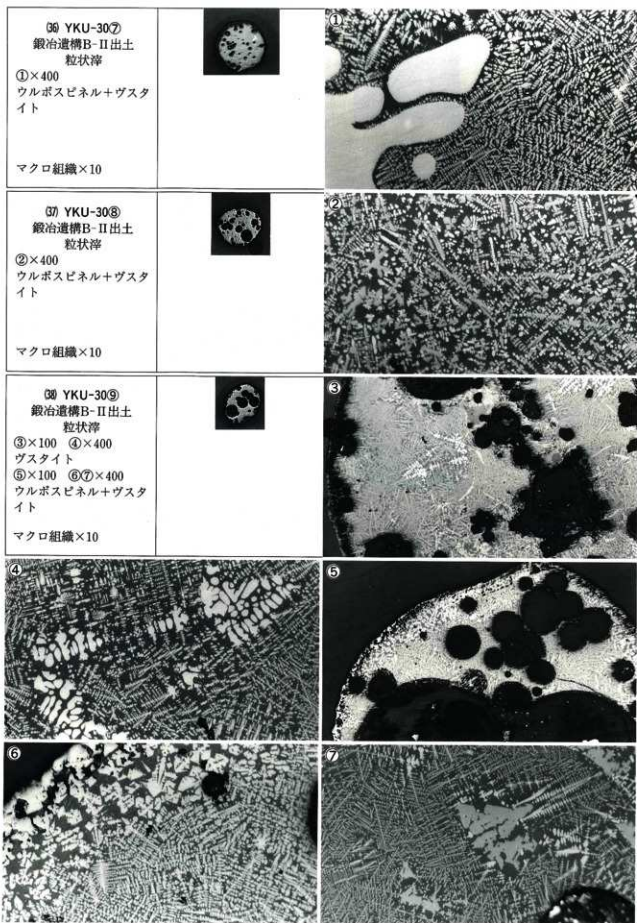 ㊱ YKU-30⑦
鍛冶遺構B-Ⅱ出土
粒状滓
①×400
ウルボスピネル+ヴスタ
イト
マクロ組織×10
①
㊲ YKU-30⑧
鍛冶遺構B-Ⅱ出土
粒状滓
②×400
ウルボスピネル+ヴスタ
イト
マクロ組織×10
②
㊳ YKU-30⑨
鍛冶遺構B-Ⅱ出土
粒状滓
③×100 ④×400
ヴスタイト
⑤×100 ⑥⑦×400
ウルボスピネル+ヴスタ
イト
マクロ組織×10
③
④
⑤
⑥
⑦